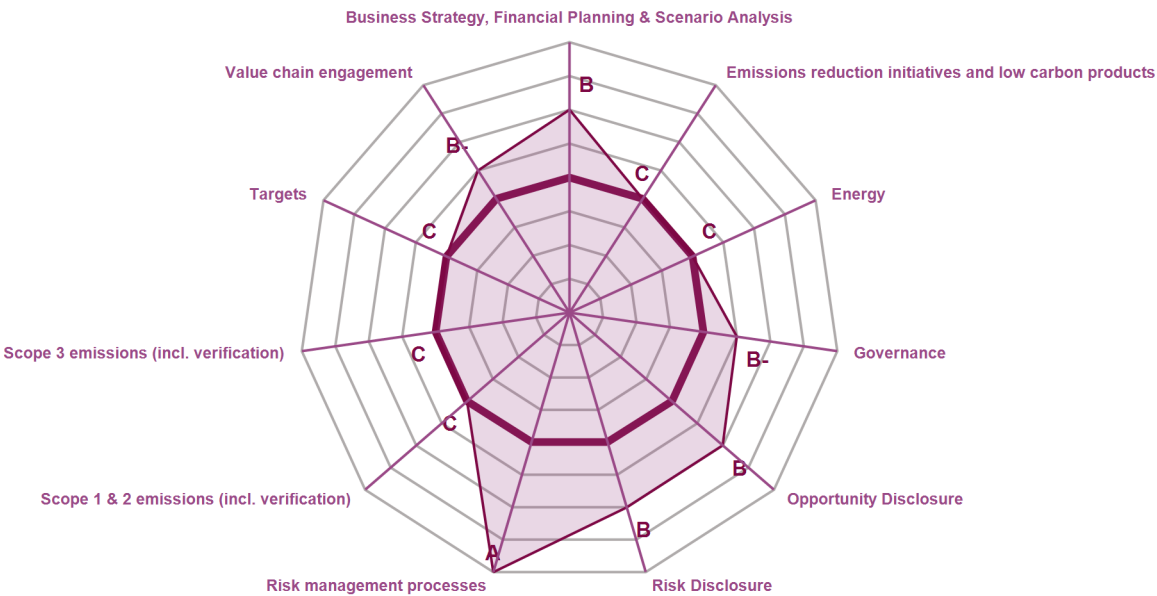 Business Strategy, Financial Planning & Scenario Analysis
Value chain engagement
Emissions reduction initiatives and low carbon products
B
B-
C
Targets
Energy
C
C
Scope 3 emissions (incl. verification)
Governance
C
B-
C
B
Scope 1 & 2 emissions (incl. verification)
Opportunity Disclosure
B
A
Risk management processes
Risk Disclosure